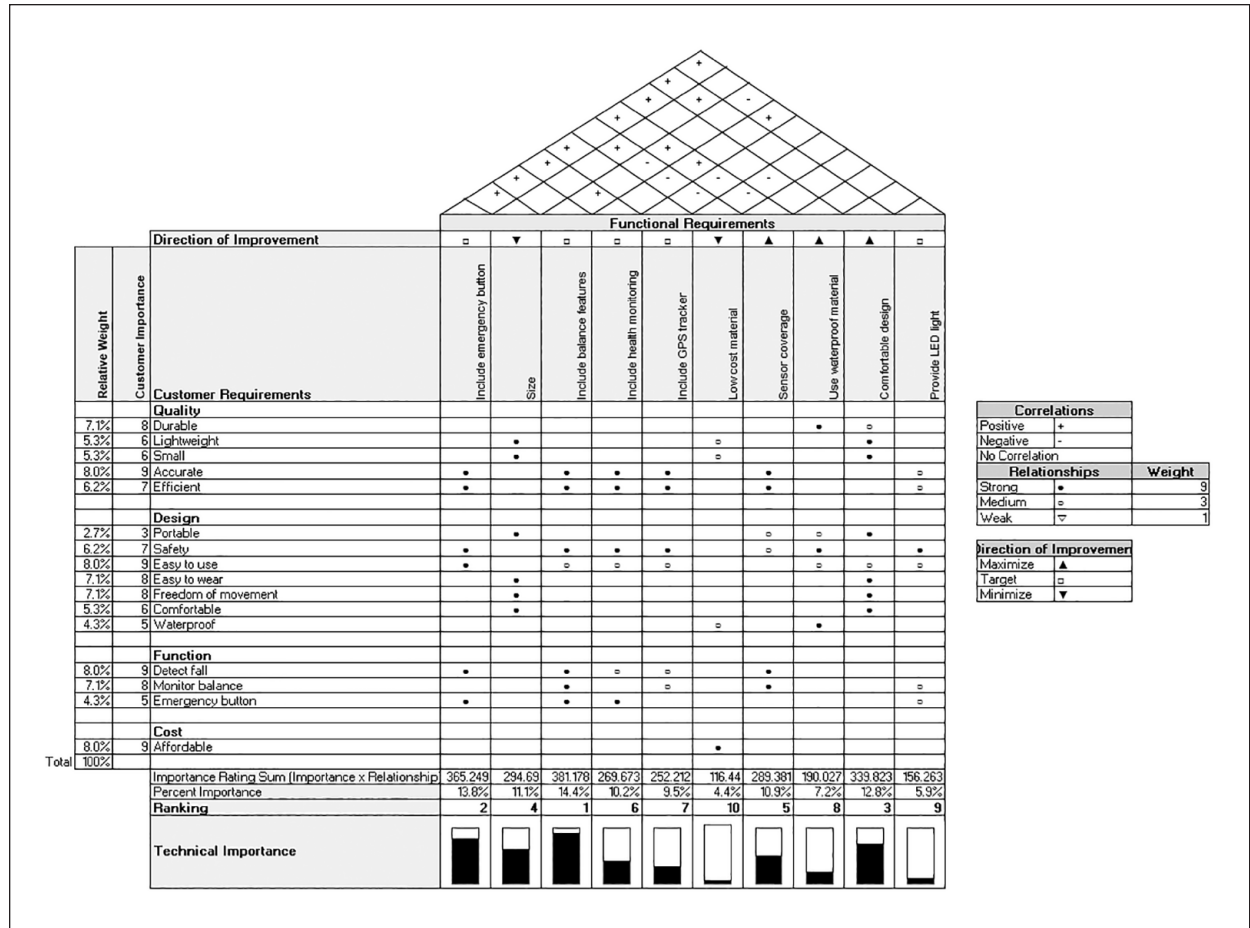 +
+
+ + -
+ +
+ + +
+ - +
+ - -
+ + - -
Functional Requirements
Direction of Improvement □ ▼ □ □ □ ▼ ▲ ▲ ▲ □
Relative Weight
Customer Importance
Customer Requirements
Include emergency button
Size
Include balance features
Include health monitoring
Include GPS tracker
Low cost material
Sensor coverage
Use waterproof material
Comfortable design
Provide LED light
Quality
7.1% 8 Durable • ▫
5.3% 6 Lightweight • ▫ •
5.3% 6 Small • ▫ •
8.0% 9 Accurate • • • • • ▫
6.2% 7 Efficient • • • • • ▫
Design
2.7% 3 Portable • ▫ ▫ •
6.2% 7 Safety • • • • ▫ • •
8.0% 9 Easy to use • ▫ ▫ ▫ ▫ ▫ ▫
7.1% 8 Easy to wear • •
7.1% 8 Freedom of movement • •
5.3% 6 Comfortable • •
4.3% 5 Waterproof ▫ •
Function
8.0% 9 Detect fall • • ▫ ▫ •
7.1% 8 Monitor balance • ▫ • ▫
4.3% 5 Emergency button • • • ▫
Cost
8.0% 9 Affordable •
Total 100%
Importance Rating Sum (Importance x Relationship 365.249 294.69 381.178 269.673 252.212 116.44 289.381 190.027 339.823 156.263
Percent Importance 13.8% 11.1% 14.4% 10.2% 9.5% 4.4% 10.9% 7.2% 12.8% 5.9%
Ranking 2 4 1 6 7 10 5 8 3 9
Technical Importance
Correlations
Positive +
Negative -
No Correlation
Relationships Weight
Strong • 9
Medium ▫ 3
Weak ▽ 1
Direction of Improvemen
Maximize ▲
Target □
Minimize ▼